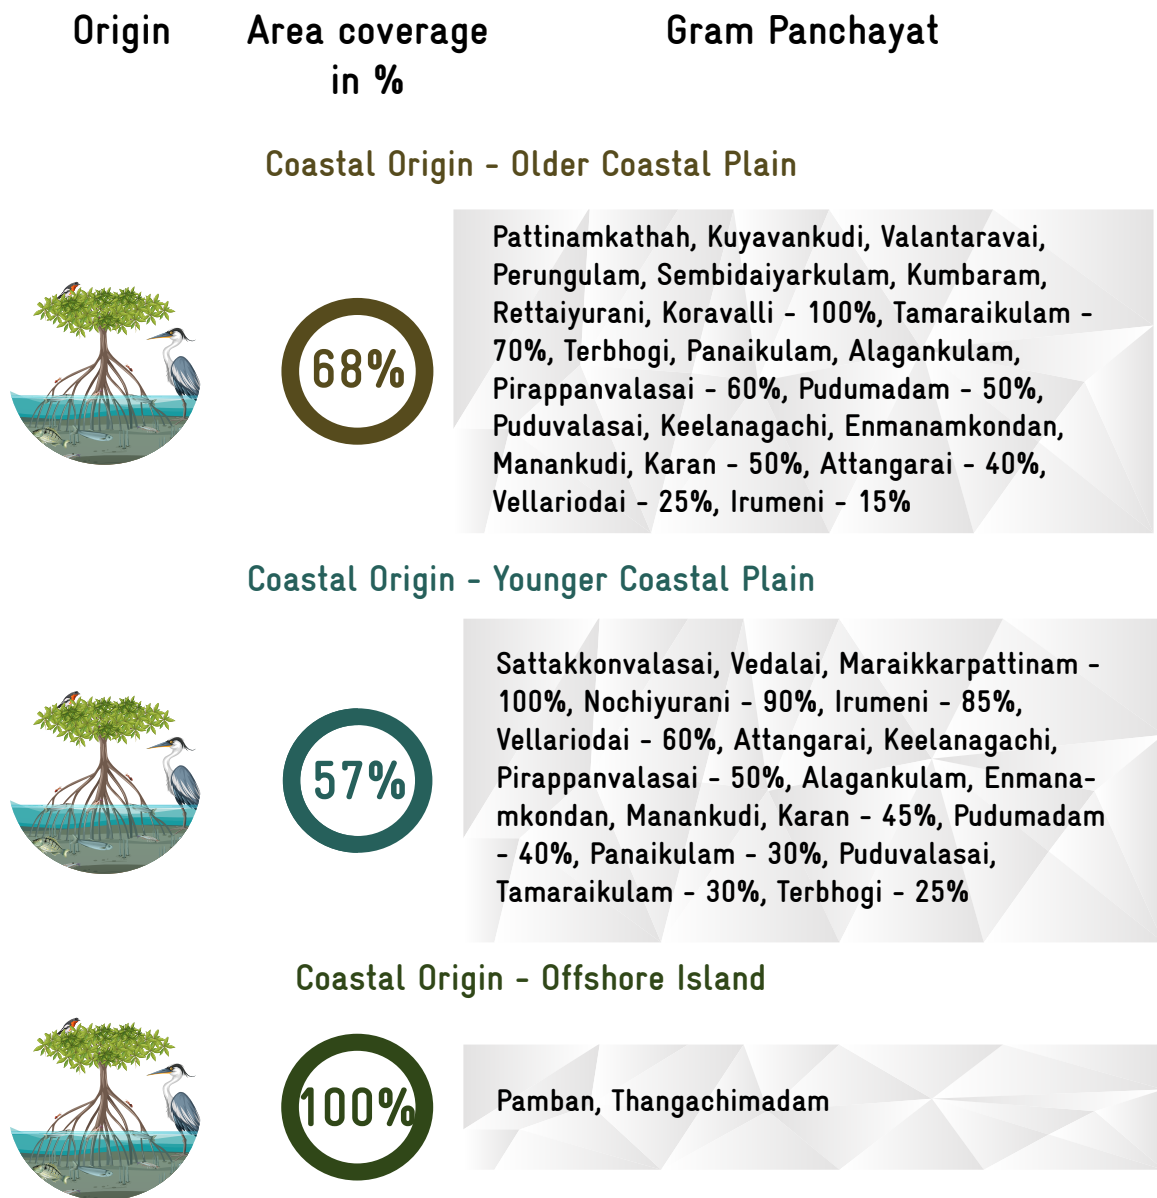 Origin
Area coverage
in %
Gram Panchayat
Coastal Origin - Older Coastal Plain
68%
Pattinamkathah, Kuyavankudi, Valantaravai,
Perungulam, Sembidaiyarkulam, Kumbaram,
Rettaiyurani, Koravalli - 100%, Tamaraikulam -
70%, Terbhogi, Panaikulam, Alagankulam,
Pirappanvalasai - 60%, Pudumadam - 50%,
Puduvalasai, Keelanagachi, Enmanamkondan,
Manankudi, Karan - 50%, Attangarai - 40%,
Vellariodai - 25%, Irumeni - 15%
Coastal Origin - Younger Coastal Plain
57%
Sattakkonvalasai, Vedalai, Maraikkarpattinam -
100%, Nochiyurani - 90%, Irumeni - 85%,
Vellariodai - 60%, Attangarai, Keelanagachi,
Pirappanvalasai - 50%, Alagankulam, Enmana-
mkondan, Manankudi, Karan - 45%, Pudumadam
- 40%, Panaikulam - 30%, Puduvalasai,
Tamaraikulam - 30%, Terbhogi - 25%
Coastal Origin - Offshore Island
100%
Pamban, Thangachimadam